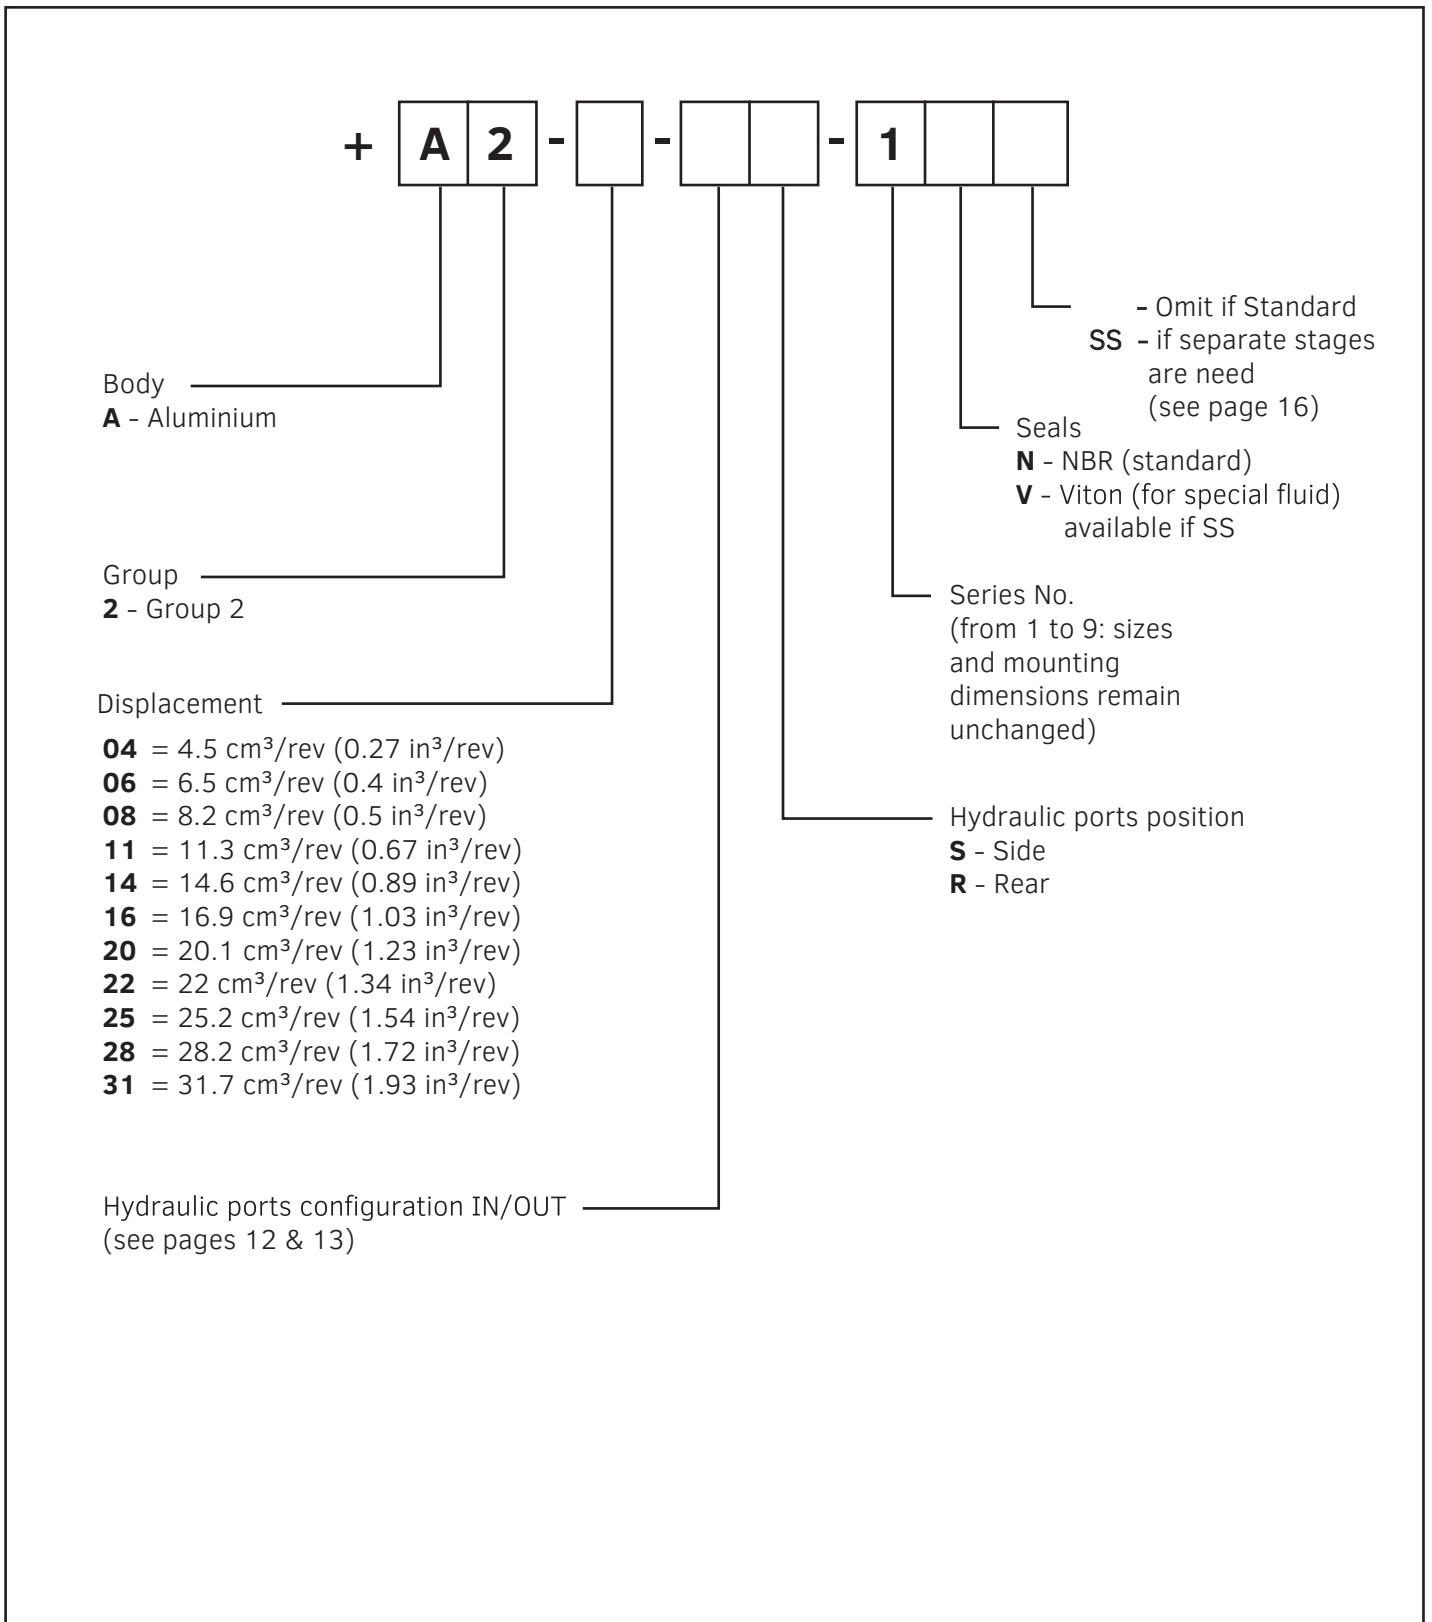 + A 2 - - - 1
- Omit if Standard
SS - if separate stages
are need
(see page 16)
Body
A - Aluminium
Seals
N - NBR (standard)
V - Viton (for special fluid)
available if SS
Group
2 - Group 2
Series No.
(from 1 to 9: sizes
and mounting
dimensions remain
unchanged)
Displacement
04 = 4.5 cm³/rev (0.27 in³/rev)
06 = 6.5 cm³/rev (0.4 in³/rev)
08 = 8.2 cm³/rev (0.5 in³/rev)
11 = 11.3 cm³/rev (0.67 in³/rev)
14 = 14.6 cm³/rev (0.89 in³/rev)
16 = 16.9 cm³/rev (1.03 in³/rev)
20 = 20.1 cm³/rev (1.23 in³/rev)
22 = 22 cm³/rev (1.34 in³/rev)
25 = 25.2 cm³/rev (1.54 in³/rev)
28 = 28.2 cm³/rev (1.72 in³/rev)
31 = 31.7 cm³/rev (1.93 in³/rev)
Hydraulic ports position
S - Side
R - Rear
Hydraulic ports configuration IN/OUT
(see pages 12 & 13)